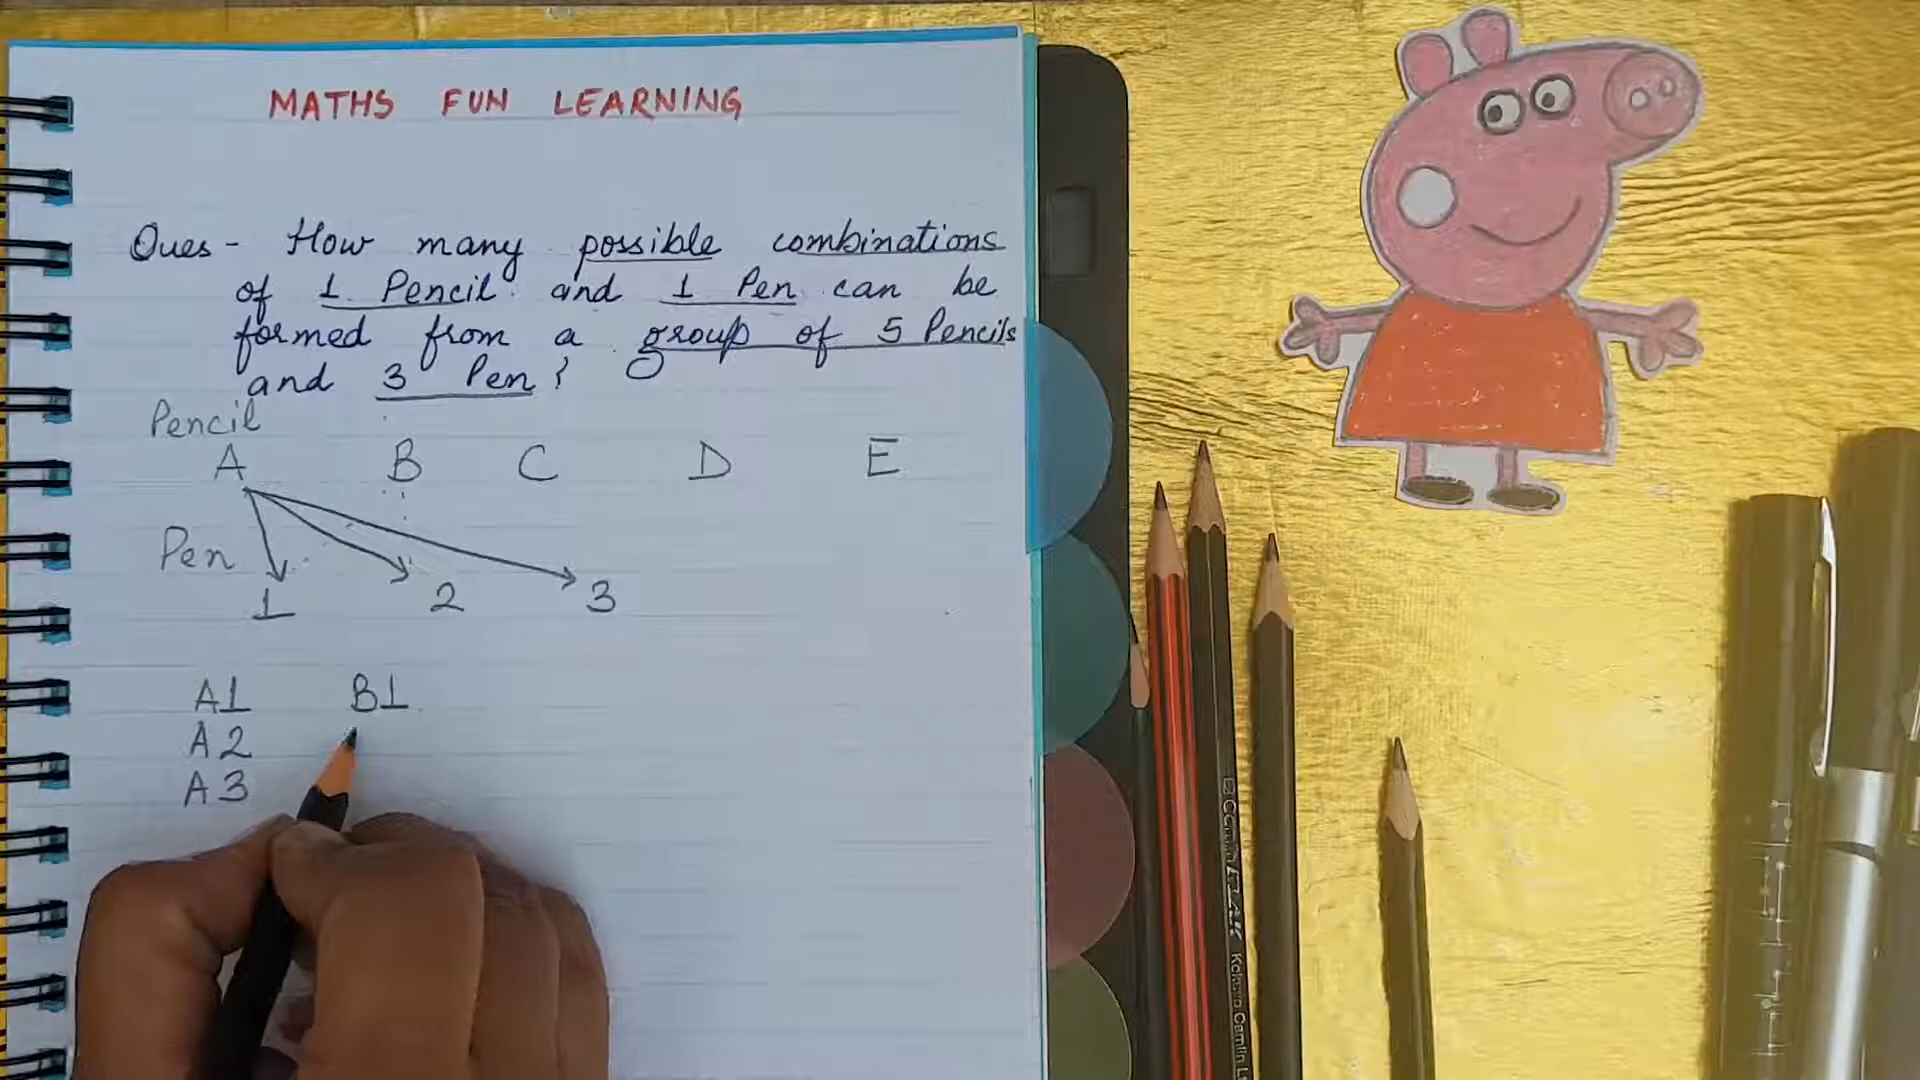 MATHS FUN LEARNING
Ques - How many possible combinations
of 1 Pencil and 1 Pen can be
formed from a group of 5 Pencils
and 3 Pen?
Pencil
A B C D E
Pen
1 2 3
A1 B1
A2
A3